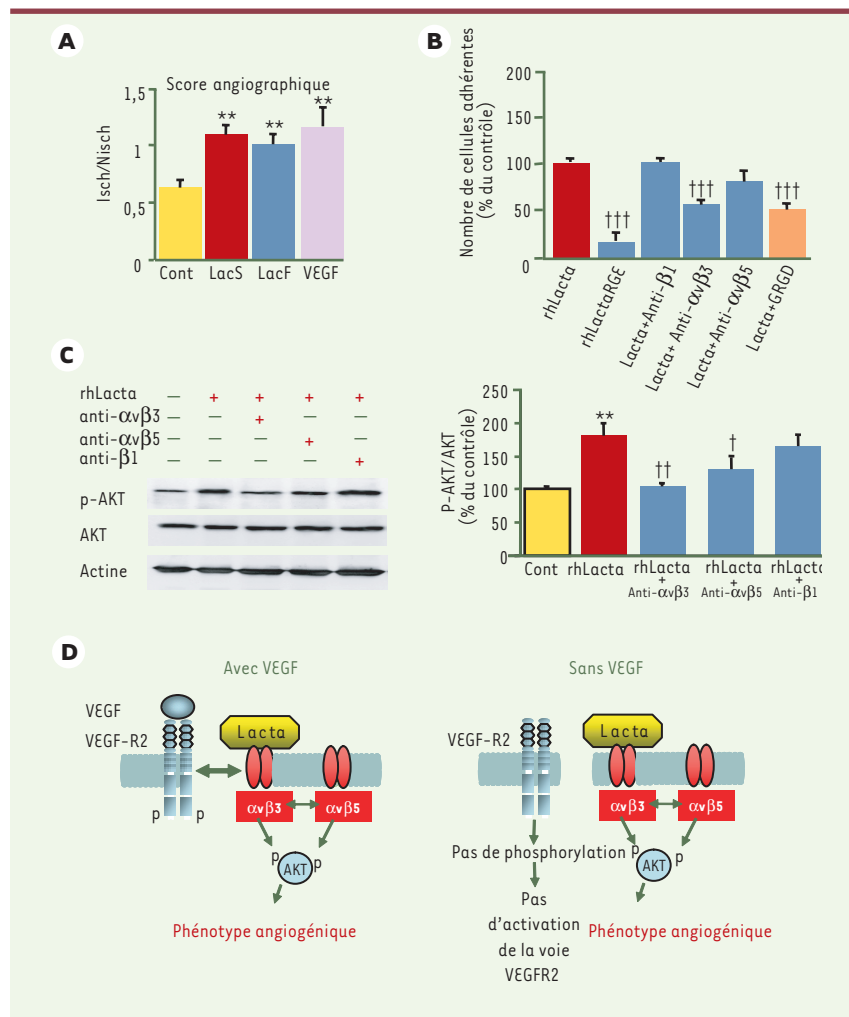 A
Score angiographique
Isch/Nisch
1,5
1
0,5
0
**
**
**
Cont LacS LacF VEGF
B
Nombre de cellules adhérentes
(% du contrôle)
200
150
100
50
0
†††
†††
†††
rhLacta
rhLactaRGE
Lacta+Anti-β1
Lacta+ Anti-αvβ3
Lacta+Anti-αvβ5
Lacta+GRGD
C
rhLacta – + + + +
anti-αvβ3 – – + – –
anti-αvβ5 – – – + –
anti-β1 – – – – +
p-AKT
AKT
Actine
P-AKT/AKT
(% du contrôle)
250
200
150
100
50
0
**
††
†
Cont
rhLacta
rhLacta
+
Anti-αvβ3
rhLacta
+
Anti-αvβ5
rhLacta
+
Anti-β1
D
Avec VEGF
VEGF
VEGF-R2
Lacta
p p
αvβ3 αvβ5
p AKT p
Phénotype angiogénique
Sans VEGF
VEGF-R2
Lacta
αvβ3 αvβ5
Pas de phosphorylation
p AKT p
Pas
d'activation
de la voie
VEGFR2
Phénotype angiogénique